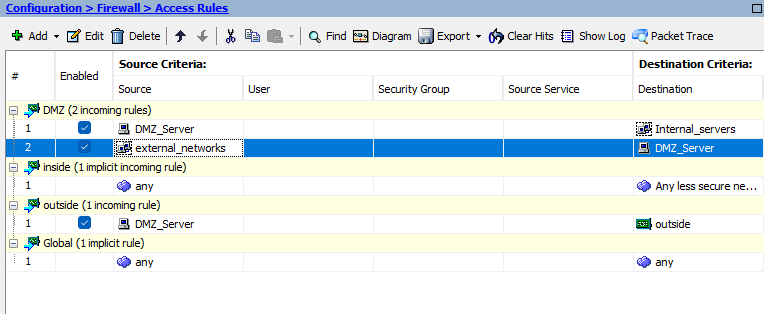 Configuration > Firewall > Access Rules
Add Edit Delete Find Diagram Export Clear Hits Show Log Packet Trace
Source Criteria: Destination Criteria:
# Enabled Source User Security Group Source Service Destination
DMZ (2 incoming rules)
1 DMZ_Server Internal_servers
2 external_networks DMZ_Server
inside (1 implicit incoming rule)
1 any Any less secure ne...
outside (1 incoming rule)
1 DMZ_Server outside
Global (1 implicit rule)
1 any any